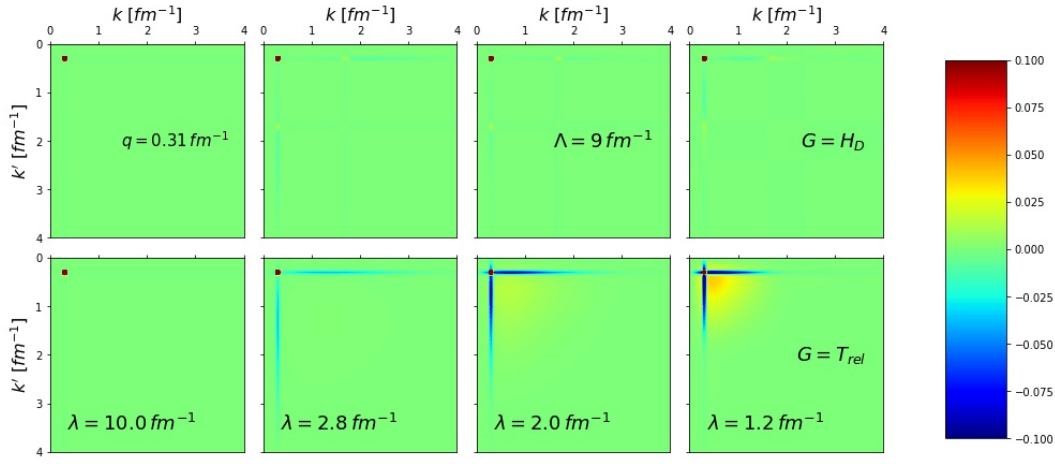 k [fm⁻¹] k [fm⁻¹] k [fm⁻¹] k [fm⁻¹]
0 1 2 3 4 0 1 2 3 4 0 1 2 3 4 0 1 2 3 4
0
1
2
3
4
k′ [fm⁻¹]
q = 0.31 fm⁻¹
Λ = 9 fm⁻¹
G = H_D
0
1
2
3
4
k′ [fm⁻¹]
G = T_rel
λ = 10.0 fm⁻¹
λ = 2.8 fm⁻¹
λ = 2.0 fm⁻¹
λ = 1.2 fm⁻¹
0.100
0.075
0.050
0.025
0.000
−0.025
−0.050
−0.075
−0.100